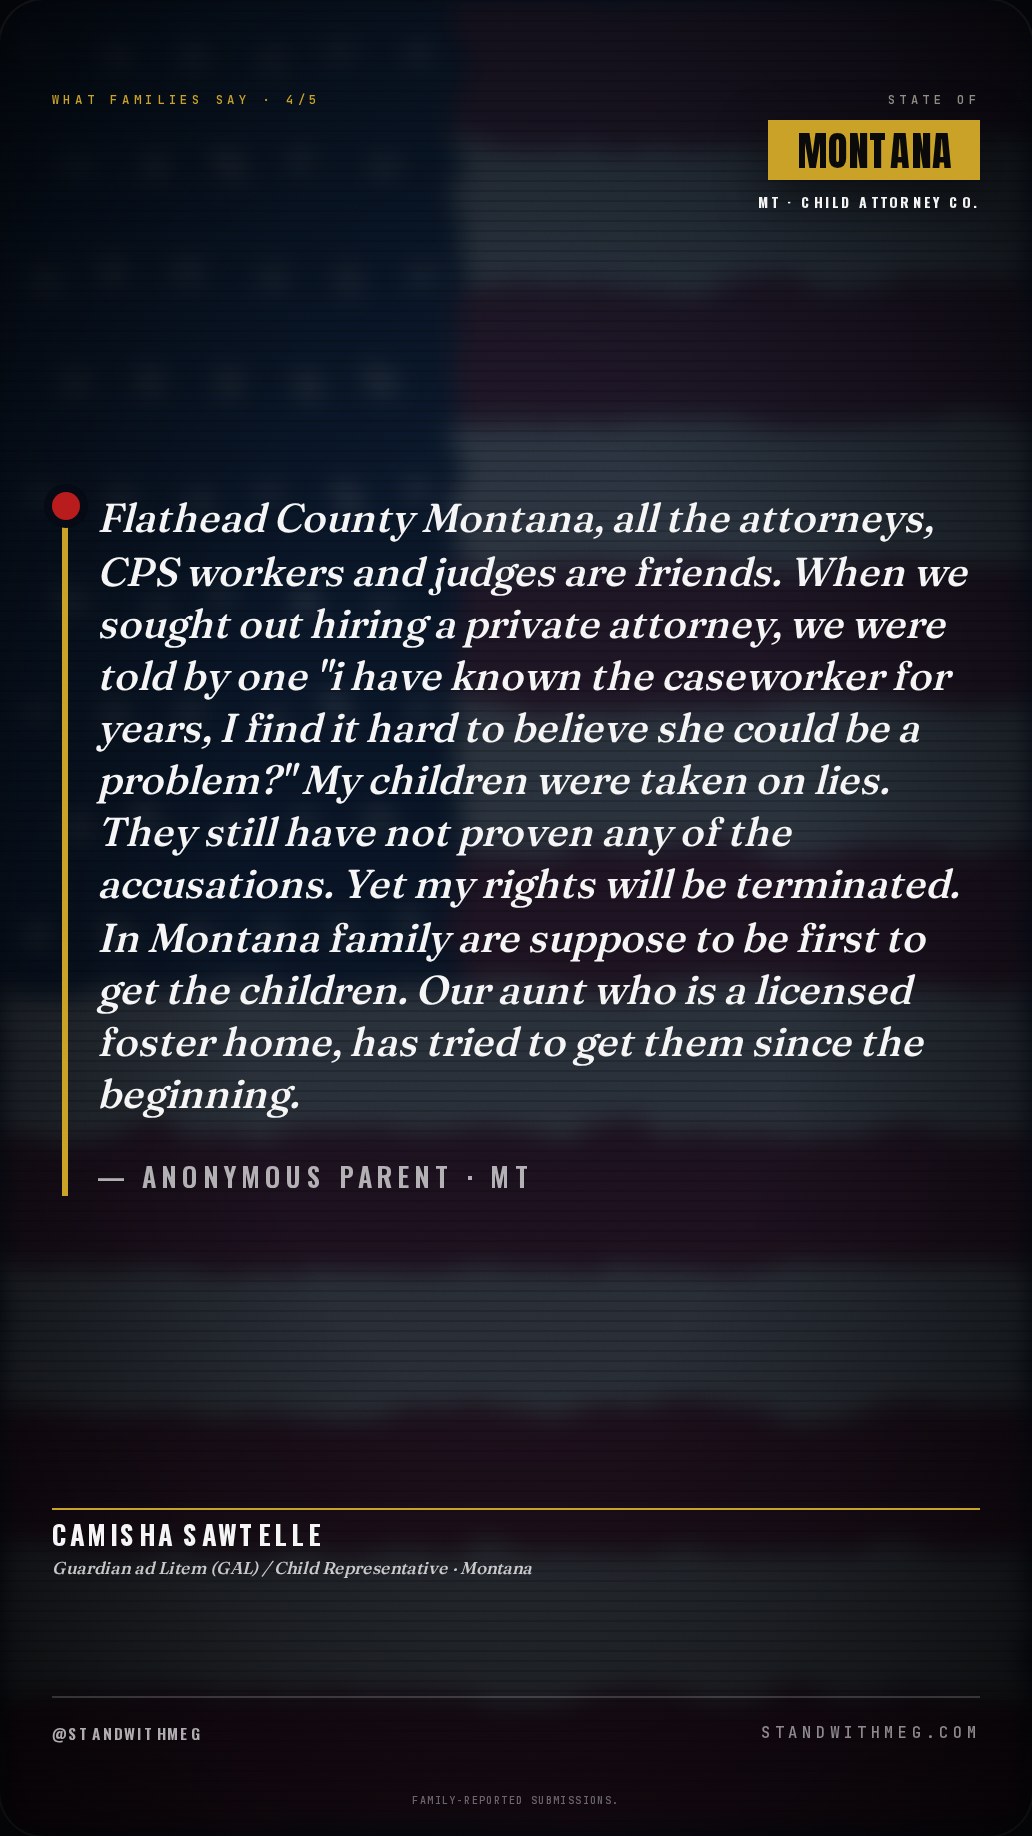 WHAT FAMILIES SAY · 4/5
STATE OF
MONTANA
MT · CHILD ATTORNEY CO.
Flathead County Montana, all the attorneys,
CPS workers and judges are friends. When we
sought out hiring a private attorney, we were
told by one "i have known the caseworker for
years, I find it hard to believe she could be a
problem?" My children were taken on lies.
They still have not proven any of the
accusations. Yet my rights will be terminated.
In Montana family are suppose to be first to
get the children. Our aunt who is a licensed
foster home, has tried to get them since the
beginning.
— ANONYMOUS PARENT · MT
CAMISHA SAWTELLE
Guardian ad Litem (GAL) / Child Representative · Montana
@STANDWITHMEG
STANDWITHMEG.COM
FAMILY-REPORTED SUBMISSIONS.